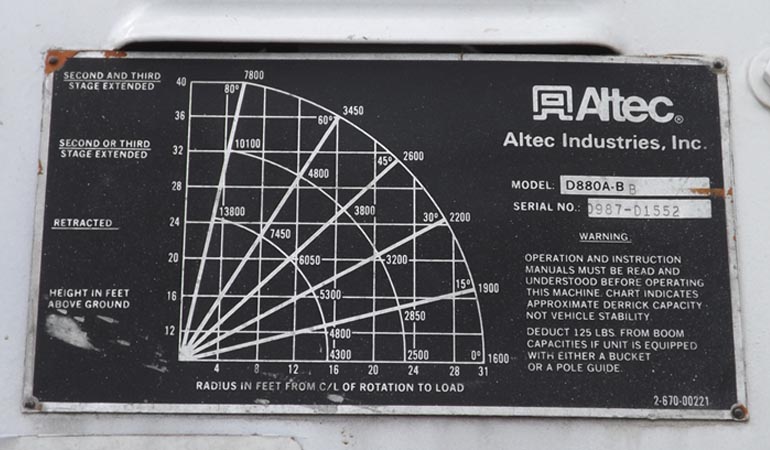 SECOND AND THIRD
STAGE EXTENDED
SECOND OR THIRD
STAGE EXTENDED
RETRACTED
HEIGHT IN FEET
ABOVE GROUND
40
36
32
28
24
20
16
12
7800
80°
3450
60°
10100
2600
45°
4800
13800
3800
2200
30°
7450
6050
3200
5300
15°
1900
2850
4800
4300
2500
0°
1600
4 8 12 16 20 24 28 31
RADIUS IN FEET FROM C/L OF ROTATION TO LOAD
Altec®
Altec Industries, Inc.
MODEL: D880A-B B
SERIAL NO.: D987-D1552
WARNING
OPERATION AND INSTRUCTION
MANUALS MUST BE READ AND
UNDERSTOOD BEFORE OPERATING
THIS MACHINE. CHART INDICATES
APPROXIMATE DERRICK CAPACITY
NOT VEHICLE STABILITY.
DEDUCT 125 LBS. FROM BOOM
CAPACITIES IF UNIT IS EQUIPPED
WITH EITHER A BUCKET
OR A POLE GUIDE.
2-670-00221